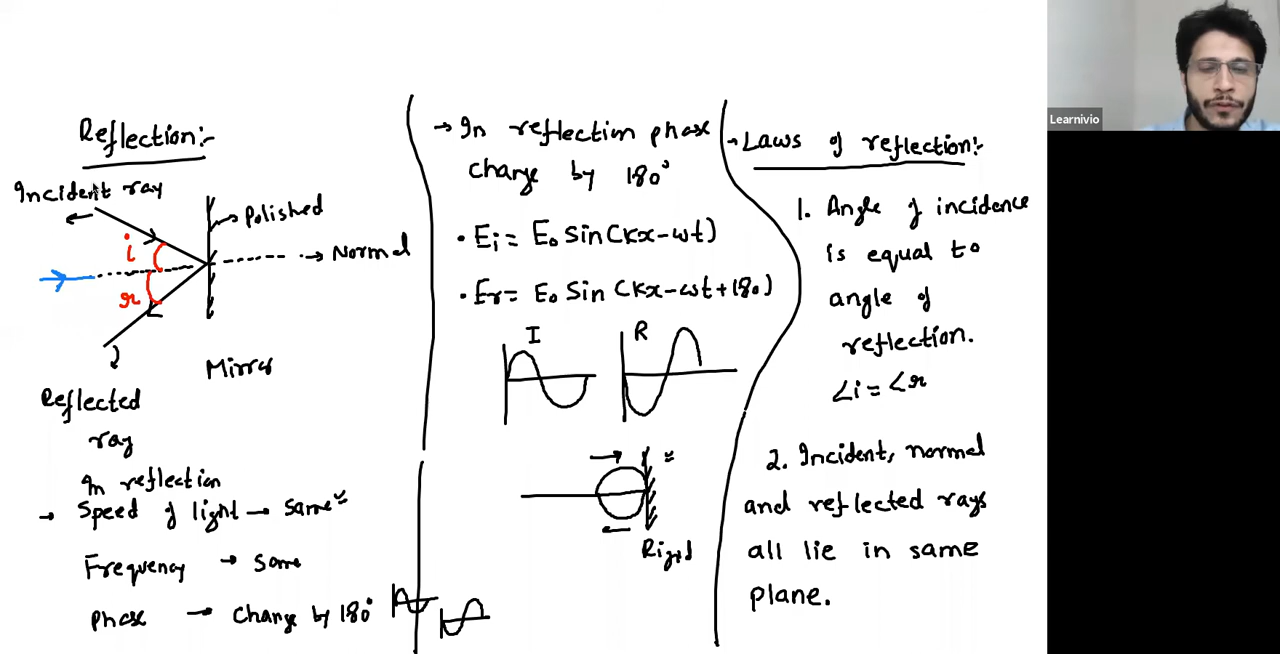 Reflection:-
Incident ray
Polished
i
Normal
r
Mirror
Reflected
ray
In reflection
→ Speed of light → Same
Frequency → Same
Phase → Change by 180°
→ In reflection phase
change by 180°
• Ei = E₀ Sin(kx-ωt)
• Er = E₀ Sin(kx-ωt+180)
I R
Rigid
→ Laws of reflection:-
1. Angle of incidence
is equal to
angle of
reflection.
∠i = ∠r
2. Incident, normal
and reflected rays
all lie in same
plane.
Learnivio